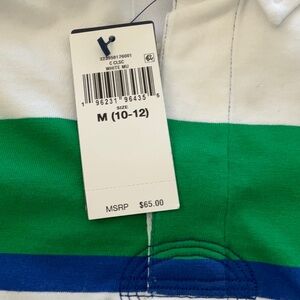 C CLSC
WHITE MU
1 96231 96435 5
SIZE
M (10-12)
MSRP $65.00